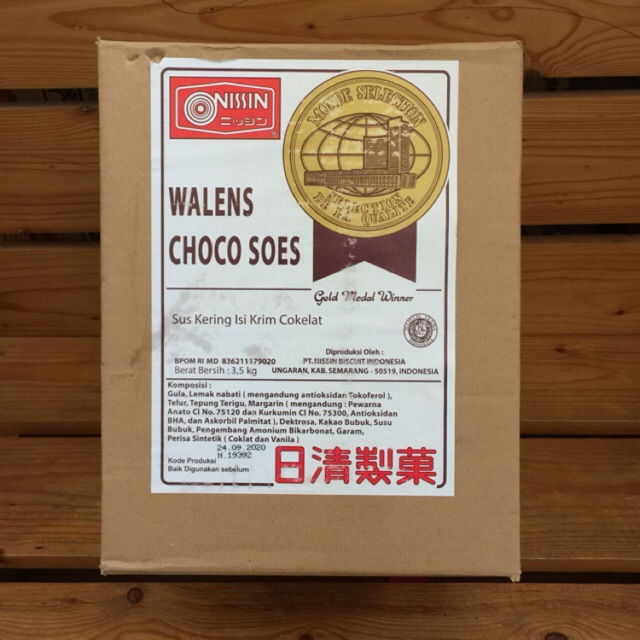 NISSIN
ニッシン
MONDE SELECTION
SELECTION
DE LA QUALITE
WALENS
CHOCO SOES
Gold Medal Winner
Sus Kering Isi Krim Cokelat
BPOM RI MD 836211179020
Berat Bersih : 3,5 kg
Diproduksi Oleh :
PT. NISSIN BISCUIT INDONESIA
UNGARAN, KAB. SEMARANG - 50519, INDONESIA
Komposisi :
Gula, Lemak nabati ( mengandung antioksidan Tokoferol ),
Telur, Tepung Terigu, Margarin ( mengandung : Pewarna
Anato CI No. 75120 dan Kurkumin CI No. 75300, Antioksidan
BHA, dan Askorbil Palmitat ), Dektrosa, Kakao Bubuk, Susu
Bubuk, Pengembang Amonium Bikarbonat, Garam,
Perisa Sintetik ( Coklat dan Vanila )
24.09.2020
N.19392
Kode Produksi
Baik Digunakan sebelum
日清製菓